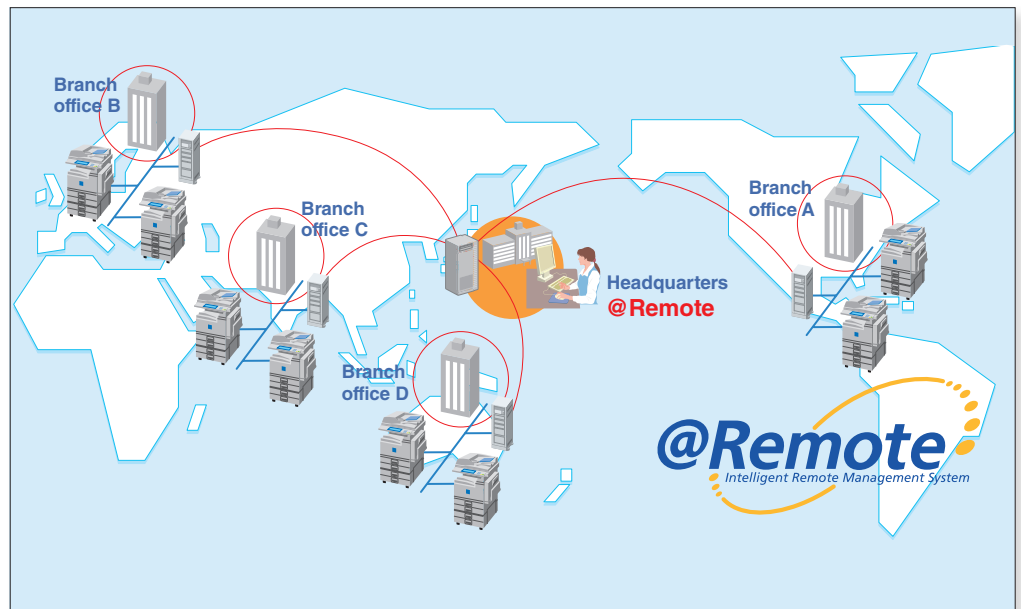 Branch
office B
Branch
office C
Branch
office A
Headquarters
@Remote
Branch
office D
@Remote
Intelligent Remote Management System